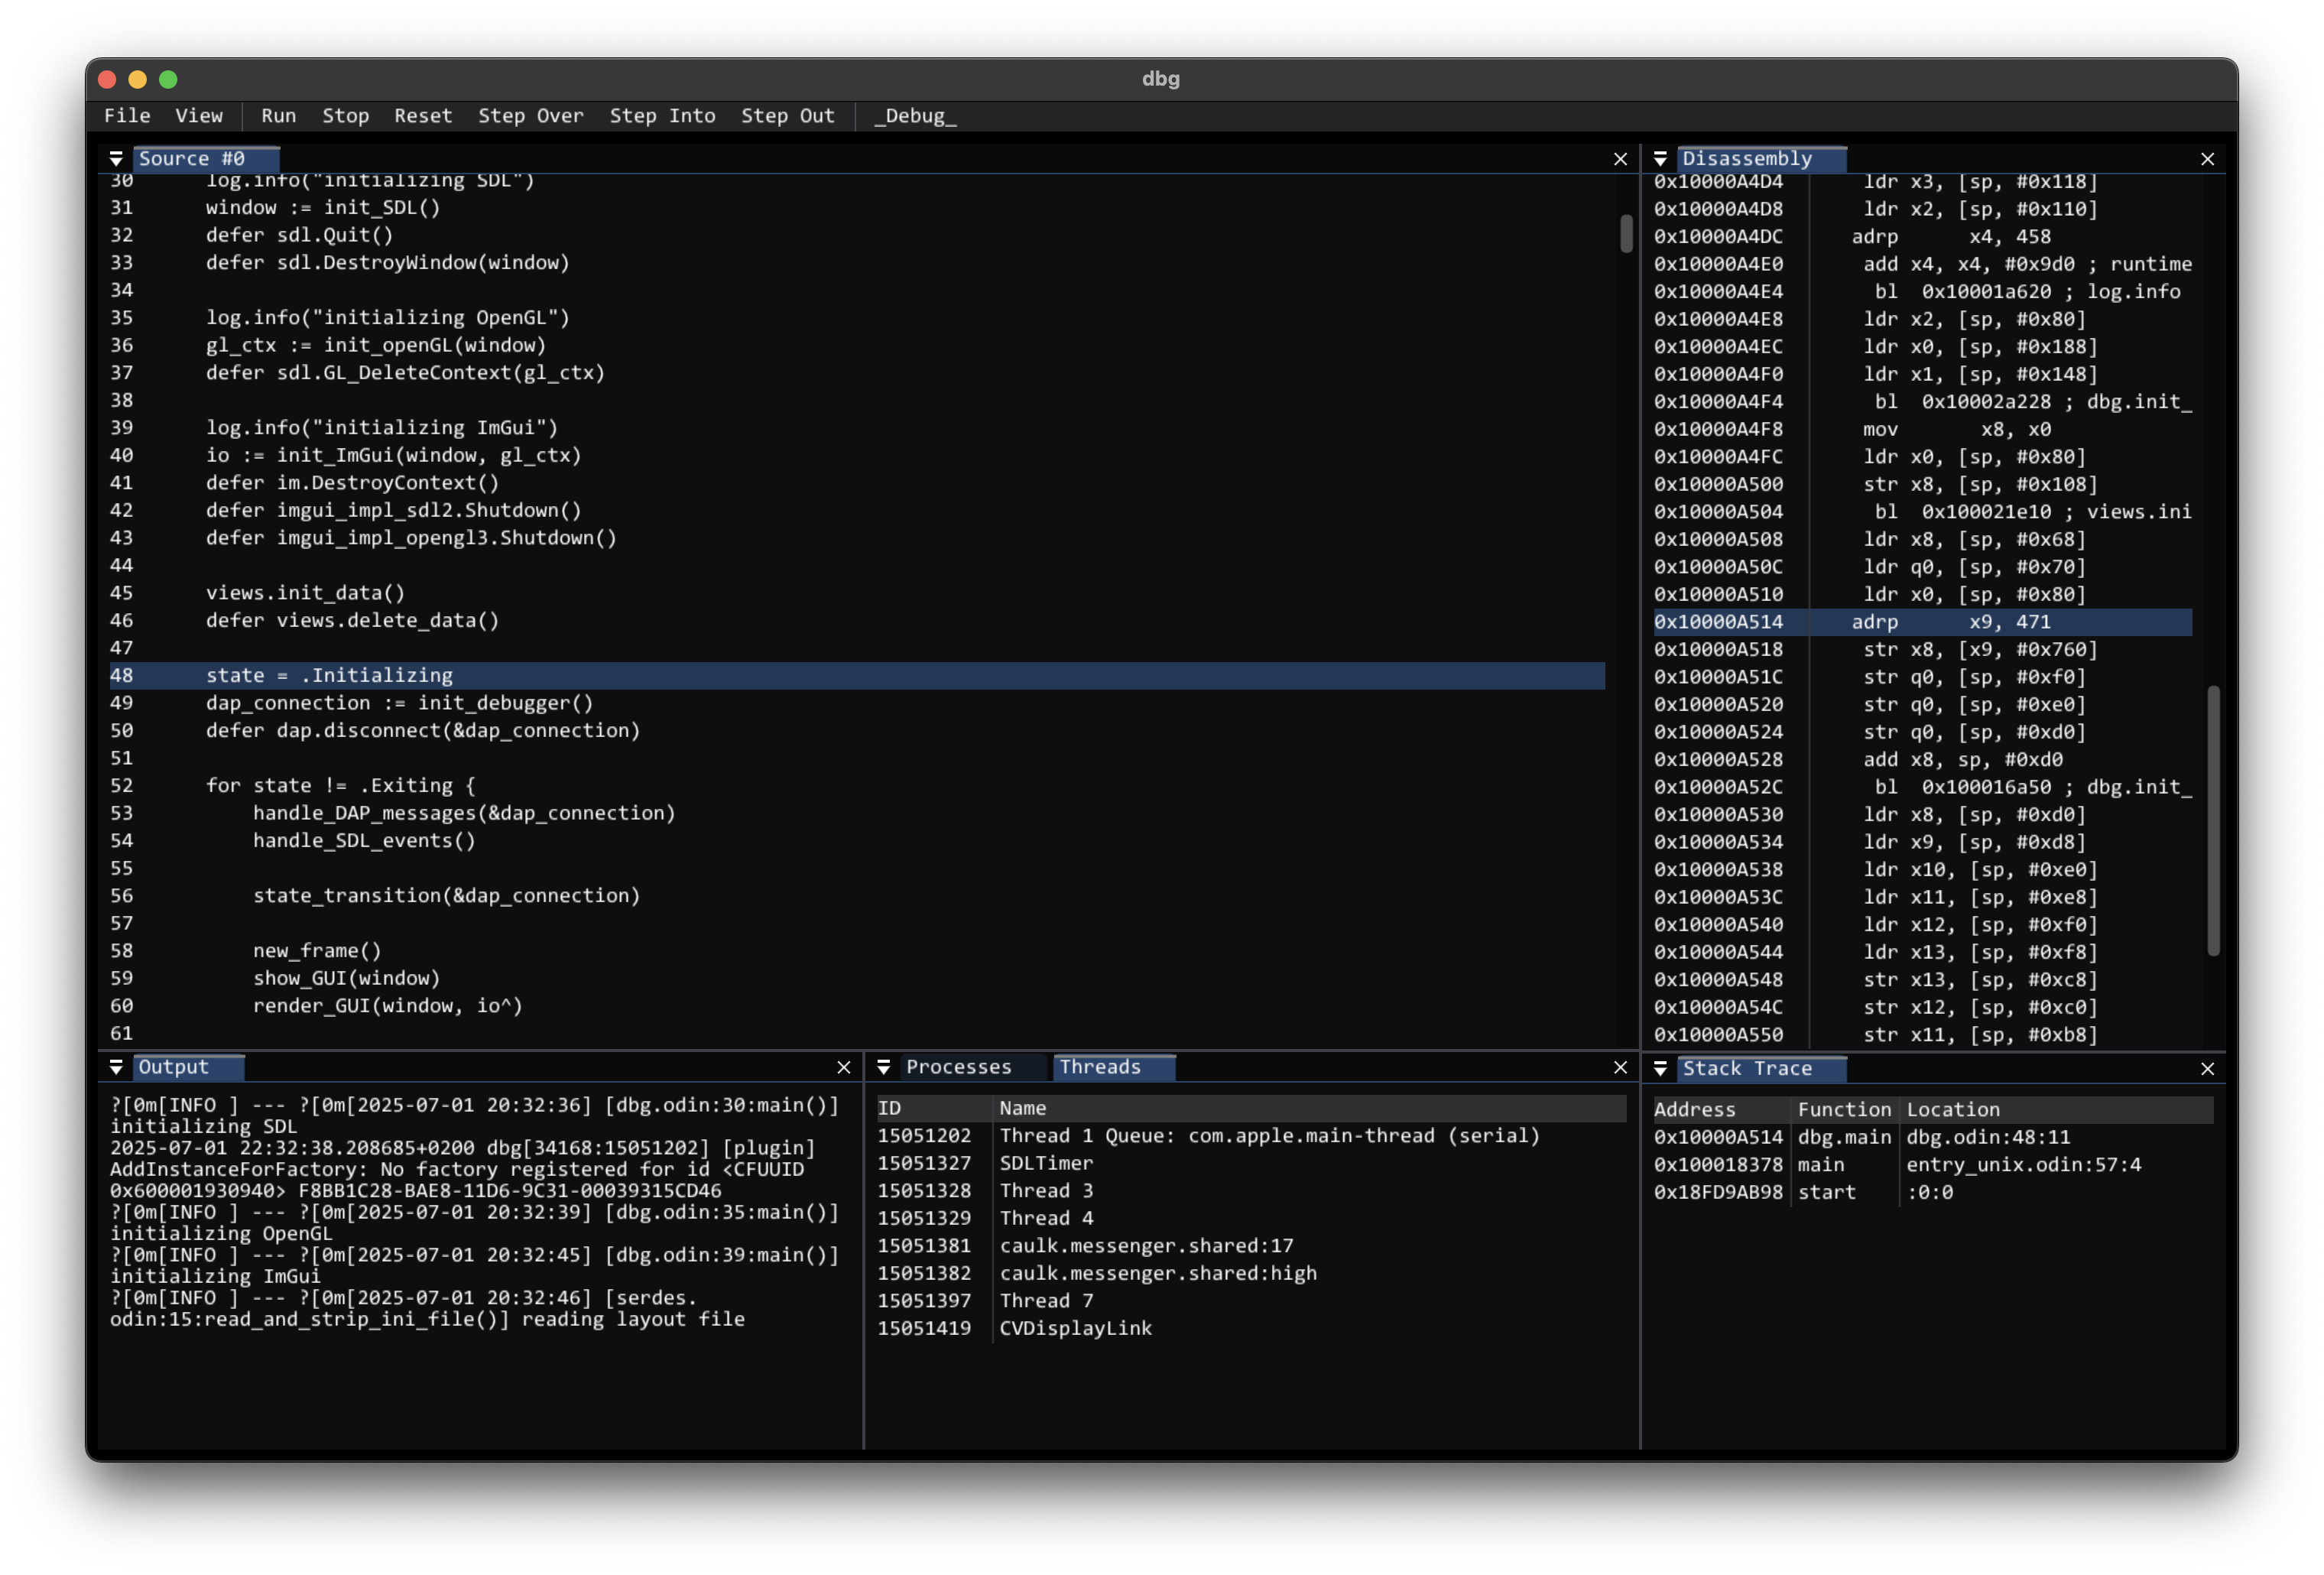 dbg
File View Run Stop Reset Step Over Step Into Step Out _Debug_
Source #0
30 log.info("initializing SDL")
31 window := init_SDL()
32 defer sdl.Quit()
33 defer sdl.DestroyWindow(window)
34
35 log.info("initializing OpenGL")
36 gl_ctx := init_openGL(window)
37 defer sdl.GL_DeleteContext(gl_ctx)
38
39 log.info("initializing ImGui")
40 io := init_ImGui(window, gl_ctx)
41 defer im.DestroyContext()
42 defer imgui_impl_sdl2.Shutdown()
43 defer imgui_impl_opengl3.Shutdown()
44
45 views.init_data()
46 defer views.delete_data()
47
48 state = .Initializing
49 dap_connection := init_debugger()
50 defer dap.disconnect(&dap_connection)
51
52 for state != .Exiting {
53 handle_DAP_messages(&dap_connection)
54 handle_SDL_events()
55
56 state_transition(&dap_connection)
57
58 new_frame()
59 show_GUI(window)
60 render_GUI(window, io^)
61
Disassembly
0x10000A4D4 ldr x3, [sp, #0x118]
0x10000A4D8 ldr x2, [sp, #0x110]
0x10000A4DC adrp x4, 458
0x10000A4E0 add x4, x4, #0x9d0 ; runtime
0x10000A4E4 bl 0x10001a620 ; log.info
0x10000A4E8 ldr x2, [sp, #0x80]
0x10000A4EC ldr x0, [sp, #0x188]
0x10000A4F0 ldr x1, [sp, #0x148]
0x10000A4F4 bl 0x10002a228 ; dbg.init_
0x10000A4F8 mov x8, x0
0x10000A4FC ldr x0, [sp, #0x80]
0x10000A500 str x8, [sp, #0x108]
0x10000A504 bl 0x100021e10 ; views.ini
0x10000A508 ldr x8, [sp, #0x68]
0x10000A50C ldr q0, [sp, #0x70]
0x10000A510 ldr x0, [sp, #0x80]
0x10000A514 adrp x9, 471
0x10000A518 str x8, [x9, #0x760]
0x10000A51C str q0, [sp, #0xf0]
0x10000A520 str q0, [sp, #0xe0]
0x10000A524 str q0, [sp, #0xd0]
0x10000A528 add x8, sp, #0xd0
0x10000A52C bl 0x100016a50 ; dbg.init_
0x10000A530 ldr x8, [sp, #0xd0]
0x10000A534 ldr x9, [sp, #0xd8]
0x10000A538 ldr x10, [sp, #0xe0]
0x10000A53C ldr x11, [sp, #0xe8]
0x10000A540 ldr x12, [sp, #0xf0]
0x10000A544 ldr x13, [sp, #0xf8]
0x10000A548 str x13, [sp, #0xc8]
0x10000A54C str x12, [sp, #0xc0]
0x10000A550 str x11, [sp, #0xb8]
Output
?[0m[INFO ] --- ?[0m[2025-07-01 20:32:36] [dbg.odin:30:main()]
initializing SDL
2025-07-01 22:32:38.208685+0200 dbg[34168:15051202] [plugin]
AddInstanceForFactory: No factory registered for id <CFUUID
0x600001930940> F8BB1C28-BAE8-11D6-9C31-00039315CD46
?[0m[INFO ] --- ?[0m[2025-07-01 20:32:39] [dbg.odin:35:main()]
initializing OpenGL
?[0m[INFO ] --- ?[0m[2025-07-01 20:32:45] [dbg.odin:39:main()]
initializing ImGui
?[0m[INFO ] --- ?[0m[2025-07-01 20:32:46] [serdes.
odin:15:read_and_strip_ini_file()] reading layout file
Processes Threads
ID Name
15051202 Thread 1 Queue: com.apple.main-thread (serial)
15051327 SDLTimer
15051328 Thread 3
15051329 Thread 4
15051381 caulk.messenger.shared:17
15051382 caulk.messenger.shared:high
15051397 Thread 7
15051419 CVDisplayLink
Stack Trace
Address Function Location
0x10000A514 dbg.main dbg.odin:48:11
0x100018378 main entry_unix.odin:57:4
0x18FD9AB98 start :0:0